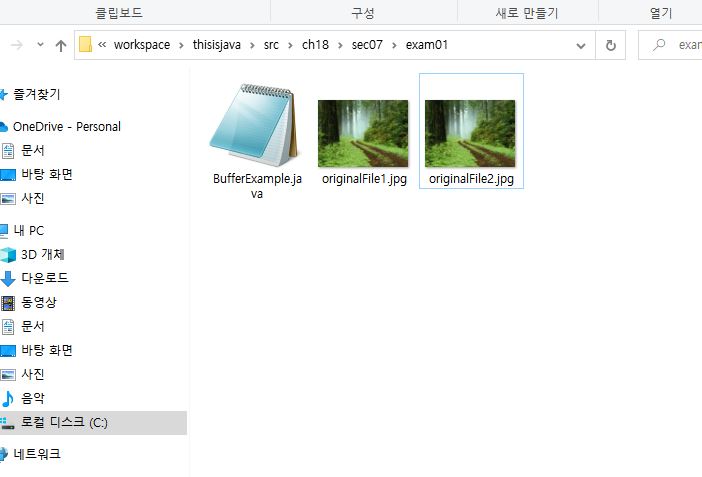 클립보드
구성
새로 만들기
열기
« workspace > thisisjava > src > ch18 > sec07 > exam01
exam
즐겨찾기
OneDrive - Personal
문서
바탕 화면
사진
내 PC
3D 개체
다운로드
동영상
문서
바탕 화면
사진
음악
로컬 디스크 (C:)
네트워크
BufferExample.ja
va
originalFile1.jpg
originalFile2.jpg